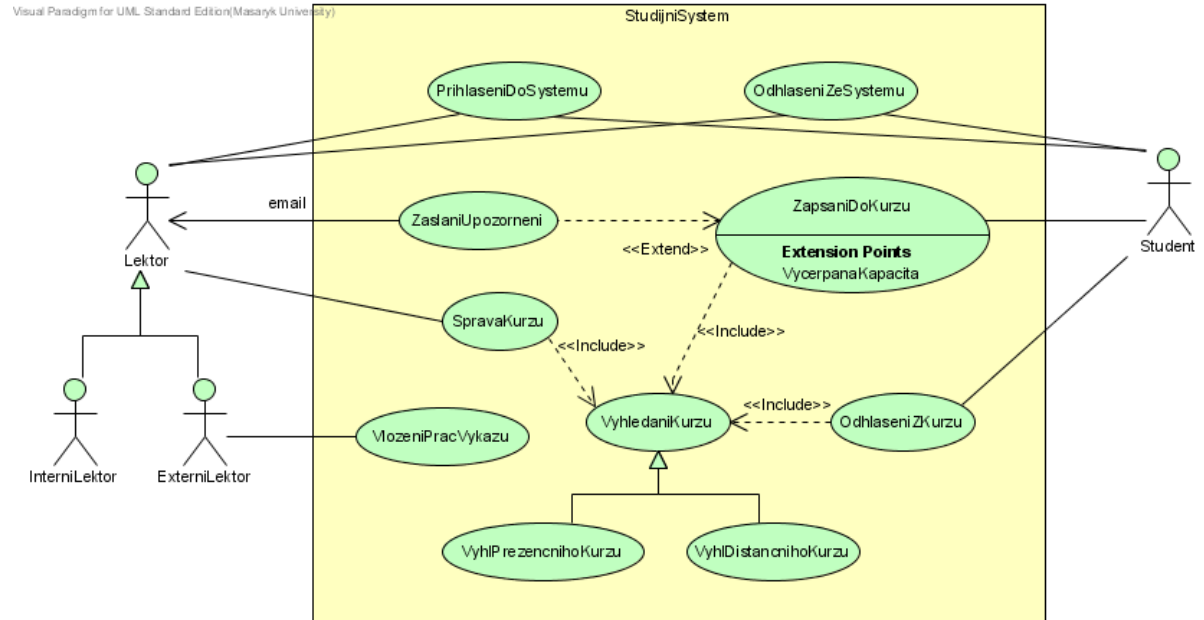 Visual Paradigm for UML Standard Edition(Masaryk University)
StudijniSystem
PrihlaseniDoSystemu
OdhlaseniZeSystemu
email
ZaslaniUpozorneni
ZapsaniDoKurzu
<<Extend>>
Extension Points
VycerpanaKapacita
Lektor
Student
SpravaKurzu
<<Include>>
<<Include>>
<<Include>>
VyhledaniKurzu
OdhlaseniZKurzu
VlozeniPracVykazu
InterniLektor
ExterniLektor
VyhlPrezencnihoKurzu
VyhlDistancnihoKurzu